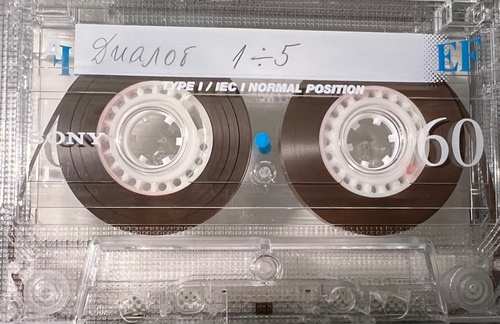 Диалог 1÷5
EF
TYPE I / IEC I NORMAL POSITION
SONY
60